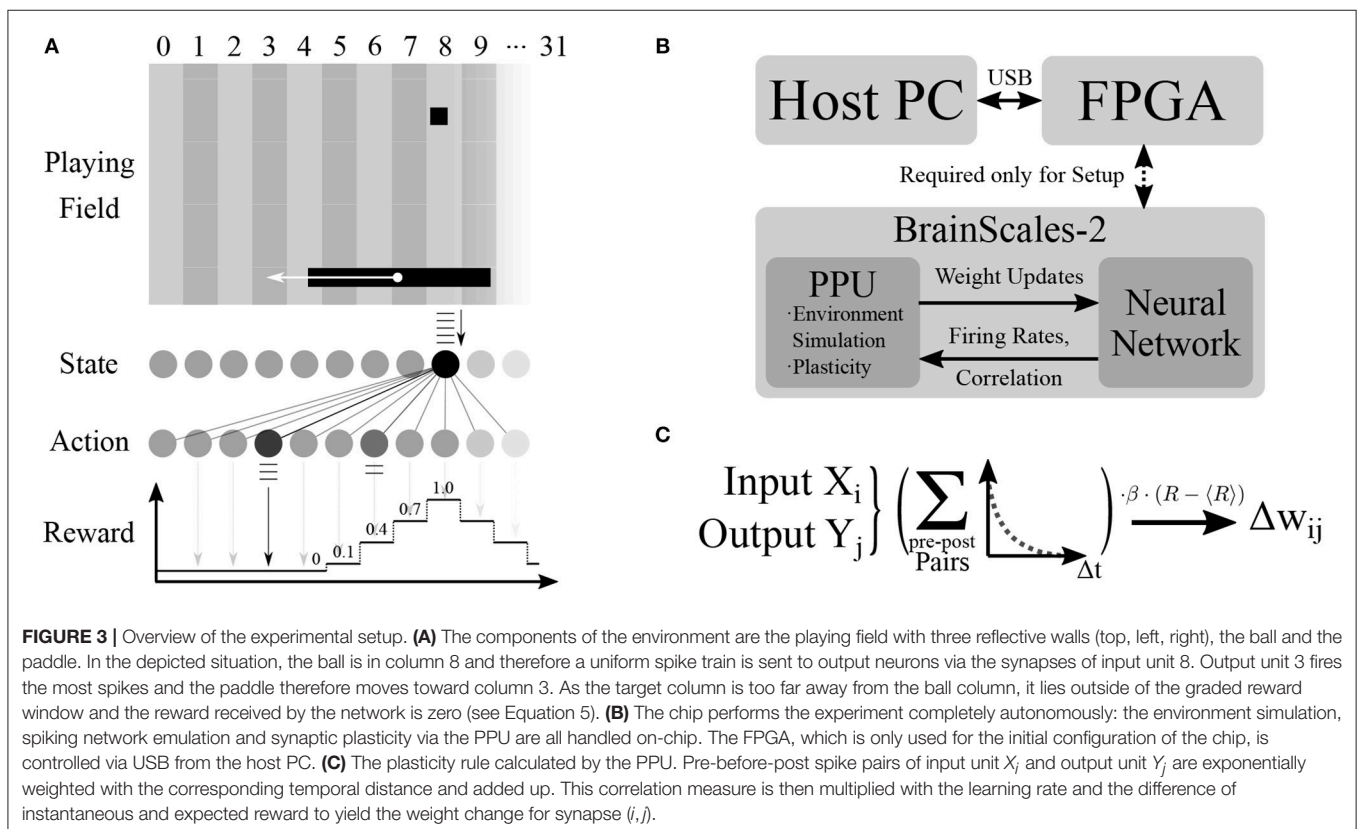 A
0 1 2 3 4 5 6 7 8 9 ... 31
Playing
Field
State
Action
Reward
0
0.1
0.4
0.7
1.0
B
Host PC
USB
FPGA
Required only for Setup
BrainScales-2
PPU
·Environment
Simulation
·Plasticity
Weight Updates
Firing Rates,
Correlation
Neural
Network
C
Input Xi
Output Yj
} ( ∑
pre-post
Pairs
Δt
) ·β · (R − ⟨R⟩)
Δwij
FIGURE 3 | Overview of the experimental setup. (A) The components of the environment are the playing field with three reflective walls (top, left, right), the ball and the
paddle. In the depicted situation, the ball is in column 8 and therefore a uniform spike train is sent to output neurons via the synapses of input unit 8. Output unit 3 fires
the most spikes and the paddle therefore moves toward column 3. As the target column is too far away from the ball column, it lies outside of the graded reward
window and the reward received by the network is zero (see Equation 5). (B) The chip performs the experiment completely autonomously: the environment simulation,
spiking network emulation and synaptic plasticity via the PPU are all handled on-chip. The FPGA, which is only used for the initial configuration of the chip, is
controlled via USB from the host PC. (C) The plasticity rule calculated by the PPU. Pre-before-post spike pairs of input unit Xi and output unit Yj are exponentially
weighted with the corresponding temporal distance and added up. This correlation measure is then multiplied with the learning rate and the difference of
instantaneous and expected reward to yield the weight change for synapse (i, j).